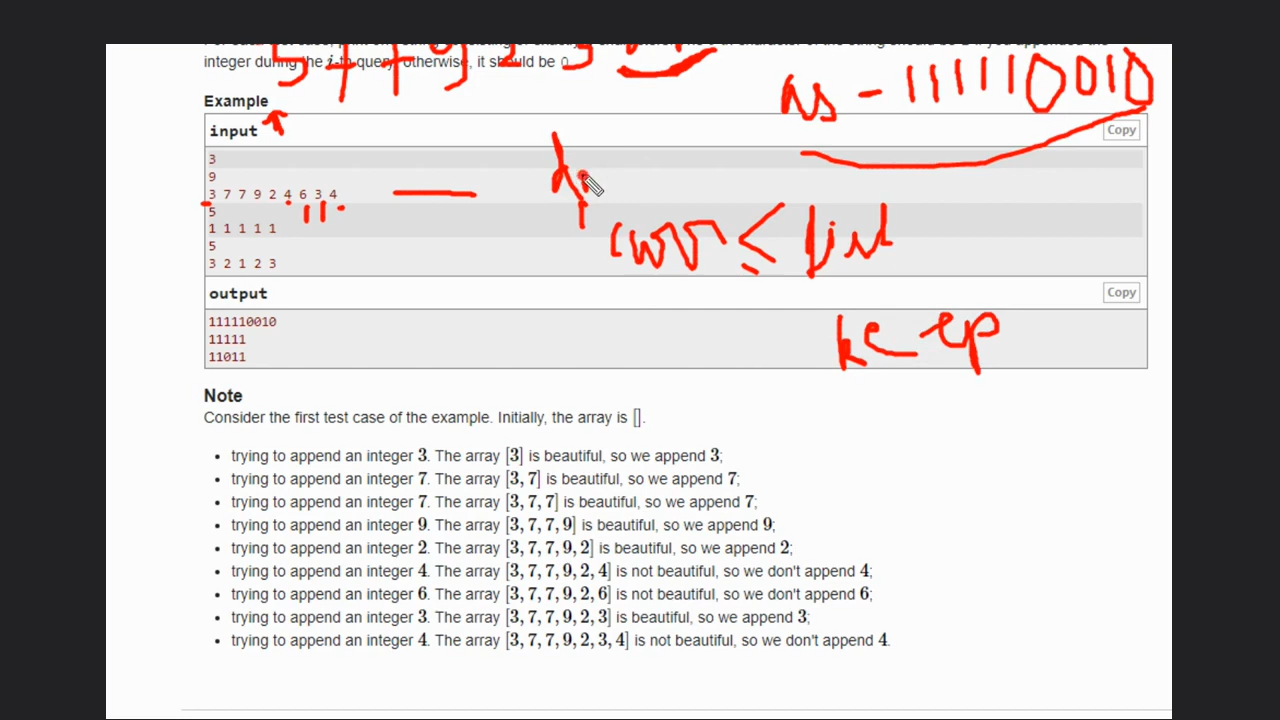 5 7 7 9 2 3
integer during the i-th query, otherwise, it should be 0.
as - 111110010
Example
input
Copy
3
9
3 7 7 9 2 4 6 3 4
5
1 1 1 1 1
5
3 2 1 2 3
curr ≤ first
output
Copy
111110010
11111
11011
keep
Note
Consider the first test case of the example. Initially, the array is [].
• trying to append an integer 3. The array [3] is beautiful, so we append 3;
• trying to append an integer 7. The array [3, 7] is beautiful, so we append 7;
• trying to append an integer 7. The array [3, 7, 7] is beautiful, so we append 7;
• trying to append an integer 9. The array [3, 7, 7, 9] is beautiful, so we append 9;
• trying to append an integer 2. The array [3, 7, 7, 9, 2] is beautiful, so we append 2;
• trying to append an integer 4. The array [3, 7, 7, 9, 2, 4] is not beautiful, so we don't append 4;
• trying to append an integer 6. The array [3, 7, 7, 9, 2, 6] is not beautiful, so we don't append 6;
• trying to append an integer 3. The array [3, 7, 7, 9, 2, 3] is beautiful, so we append 3;
• trying to append an integer 4. The array [3, 7, 7, 9, 2, 3, 4] is not beautiful, so we don't append 4.